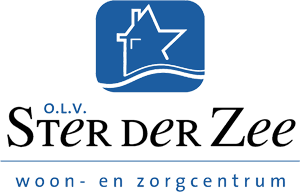 O.L.V.
STER DER ZEE
woon- en zorgcentrum